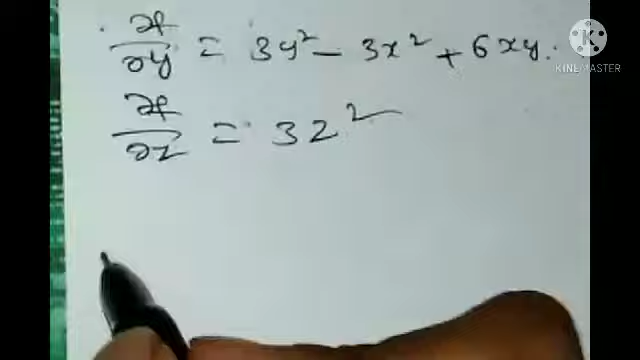 ∂f/∂y = 3y² - 3x² + 6xy.
∂f/∂z = 3z²
KINEMASTER